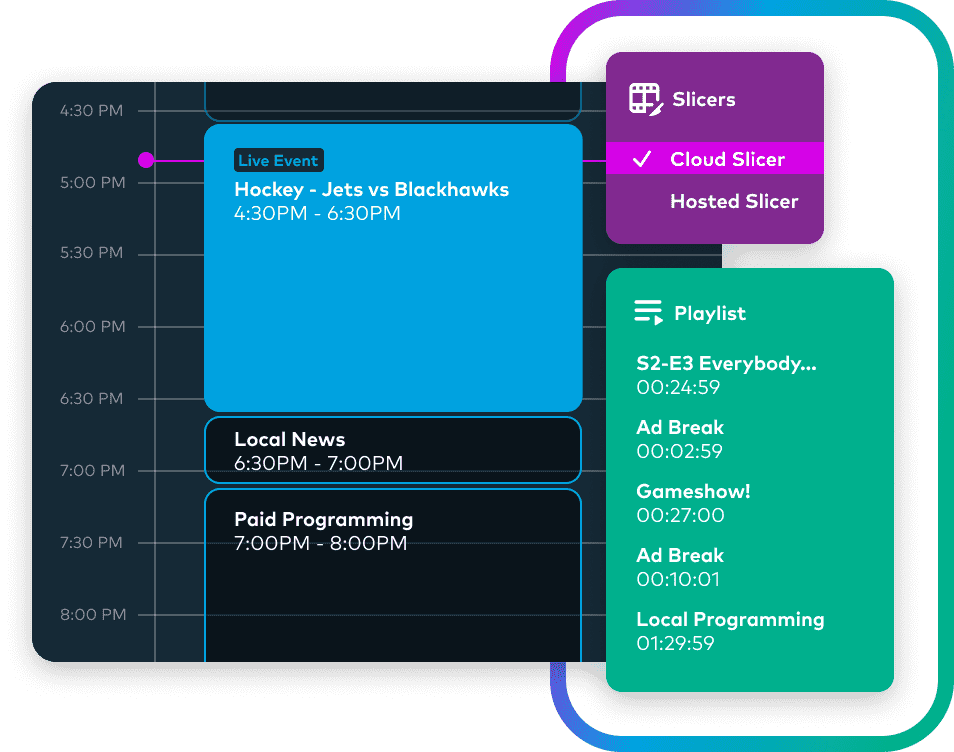 4:30 PM
5:00 PM
5:30 PM
6:00 PM
6:30 PM
7:00 PM
7:30 PM
8:00 PM
Live Event
Hockey - Jets vs Blackhawks
4:30PM - 6:30PM
Local News
6:30PM - 7:00PM
Paid Programming
7:00PM - 8:00PM
Slicers
Cloud Slicer
Hosted Slicer
Playlist
S2-E3 Everybody...
00:24:59
Ad Break
00:02:59
Gameshow!
00:27:00
Ad Break
00:10:01
Local Programming
01:29:59